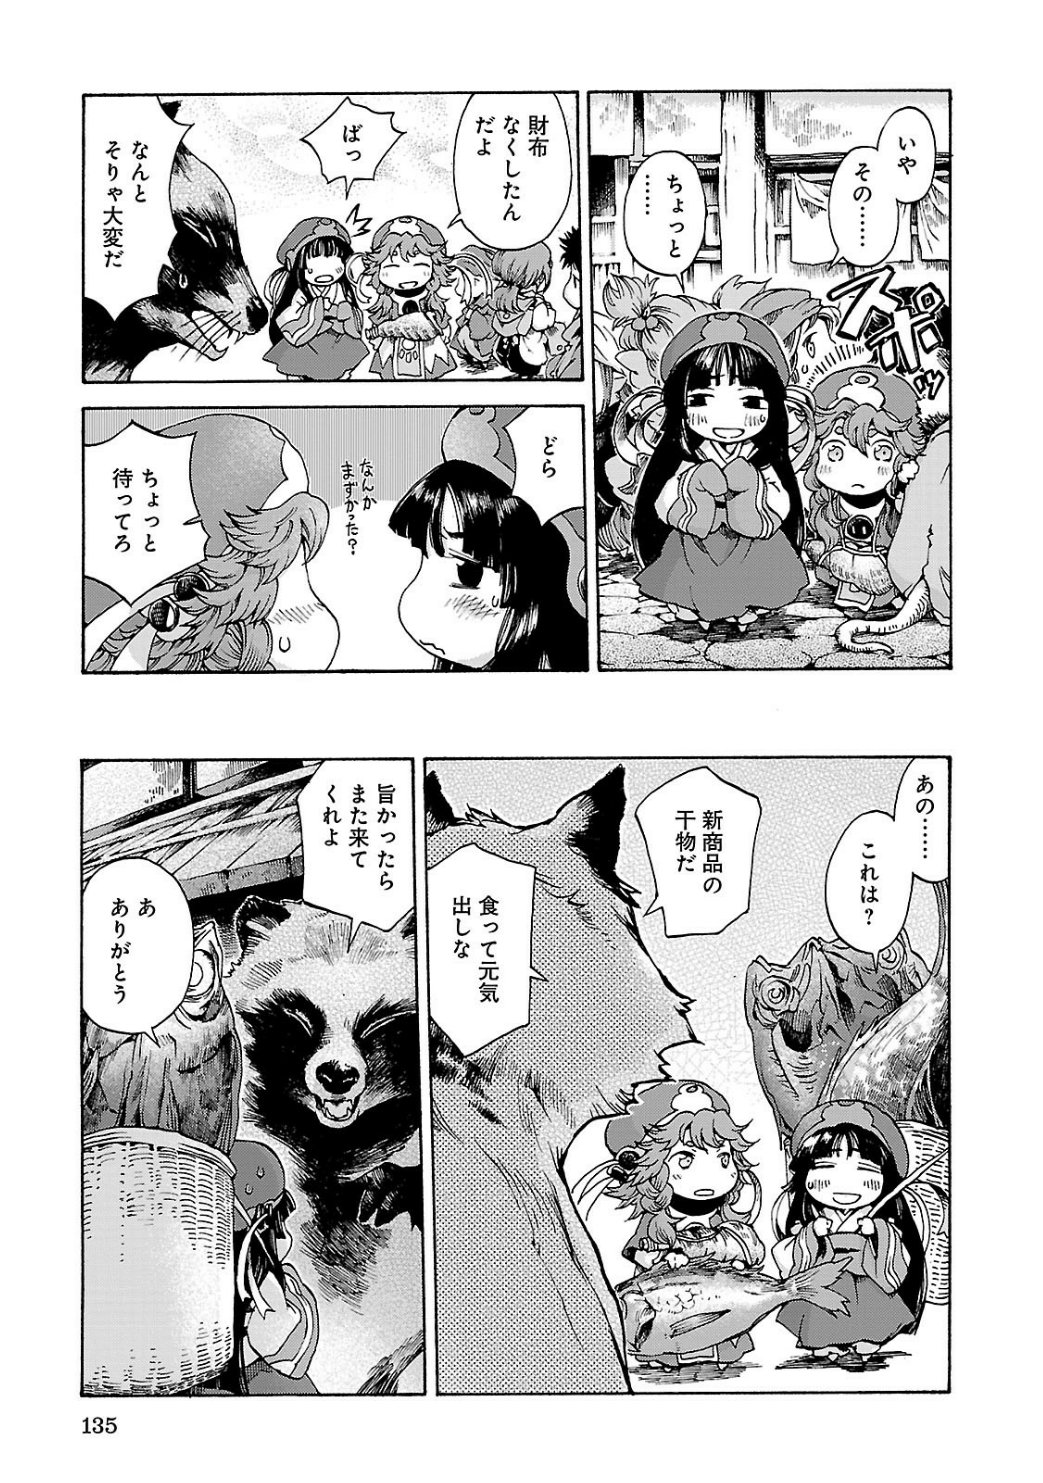 いや
その……
ちょっと
……
スポッ
財布
なくしたん
だよ
ばっ
なんと
そりゃ大変だ
どら
なんか
まずかった?
ちょっと
待ってろ
あの……
これは?
新商品の
干物だ
食って元気
出しな
旨かったら
また来て
くれよ
あ
ありがとう
135